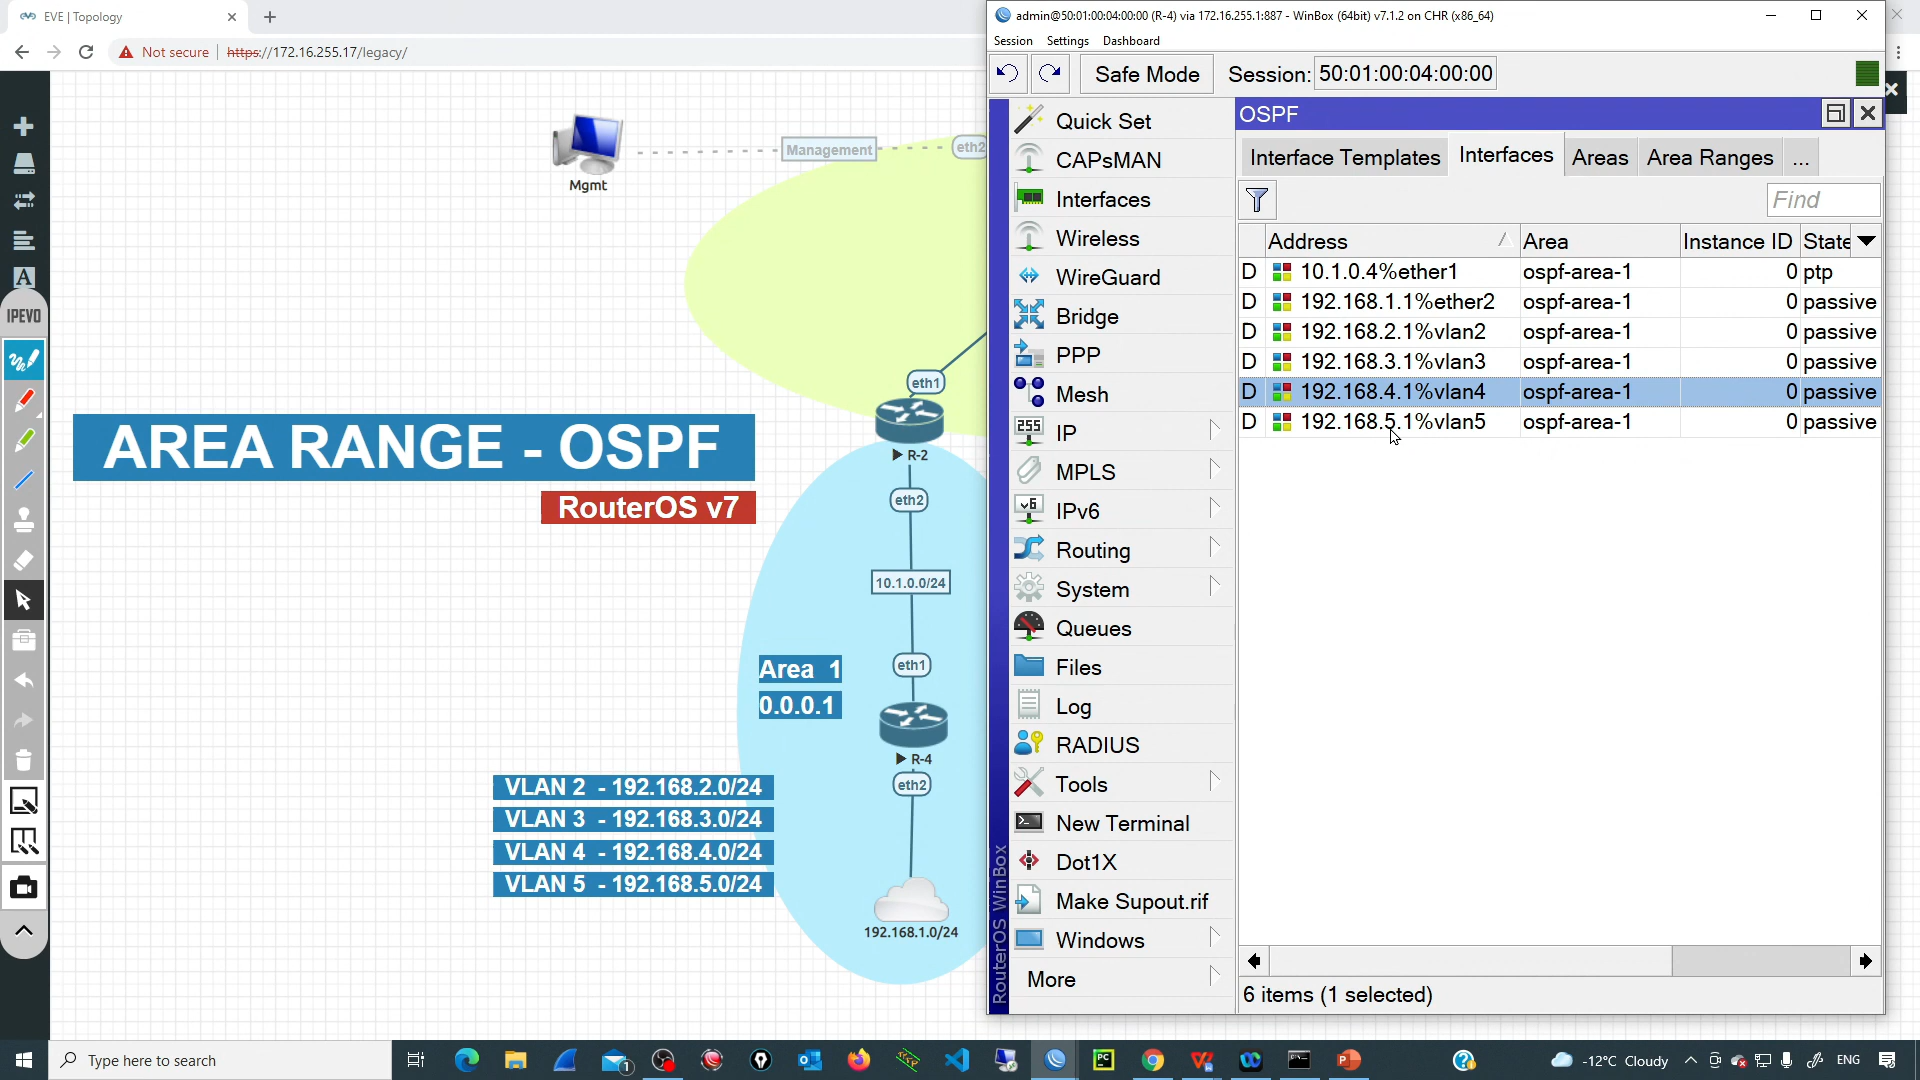 EVE | Topology
admin@50:01:00:04:00:00 (R-4) via 172.16.255.1:887 - WinBox (64bit) v7.1.2 on CHR (x86_64)
Not secure
https://172.16.255.17/legacy/
Session Settings Dashboard
Safe Mode
Session:
50:01:00:04:00:00
IPEVO
Mgmt
Management
eth2
eth1
R-2
eth2
10.1.0.0/24
eth1
R-4
eth2
192.168.1.0/24
AREA RANGE - OSPF
RouterOS v7
Area 1
0.0.0.1
VLAN 2 - 192.168.2.0/24
VLAN 3 - 192.168.3.0/24
VLAN 4 - 192.168.4.0/24
VLAN 5 - 192.168.5.0/24
RouterOS WinBox
Quick Set
CAPsMAN
Interfaces
Wireless
WireGuard
Bridge
PPP
Mesh
255
IP
MPLS
v6
IPv6
Routing
System
Queues
Files
Log
RADIUS
Tools
New Terminal
Dot1X
Make Supout.rif
Windows
More
OSPF
Interface Templates Interfaces Areas Area Ranges ...
Find
Address Area Instance ID State
D 10.1.0.4%ether1 ospf-area-1 0 ptp
D 192.168.1.1%ether2 ospf-area-1 0 passive
D 192.168.2.1%vlan2 ospf-area-1 0 passive
D 192.168.3.1%vlan3 ospf-area-1 0 passive
D 192.168.4.1%vlan4 ospf-area-1 0 passive
D 192.168.5.1%vlan5 ospf-area-1 0 passive
6 items (1 selected)
Type here to search
1
PC
-12°C Cloudy
ENG